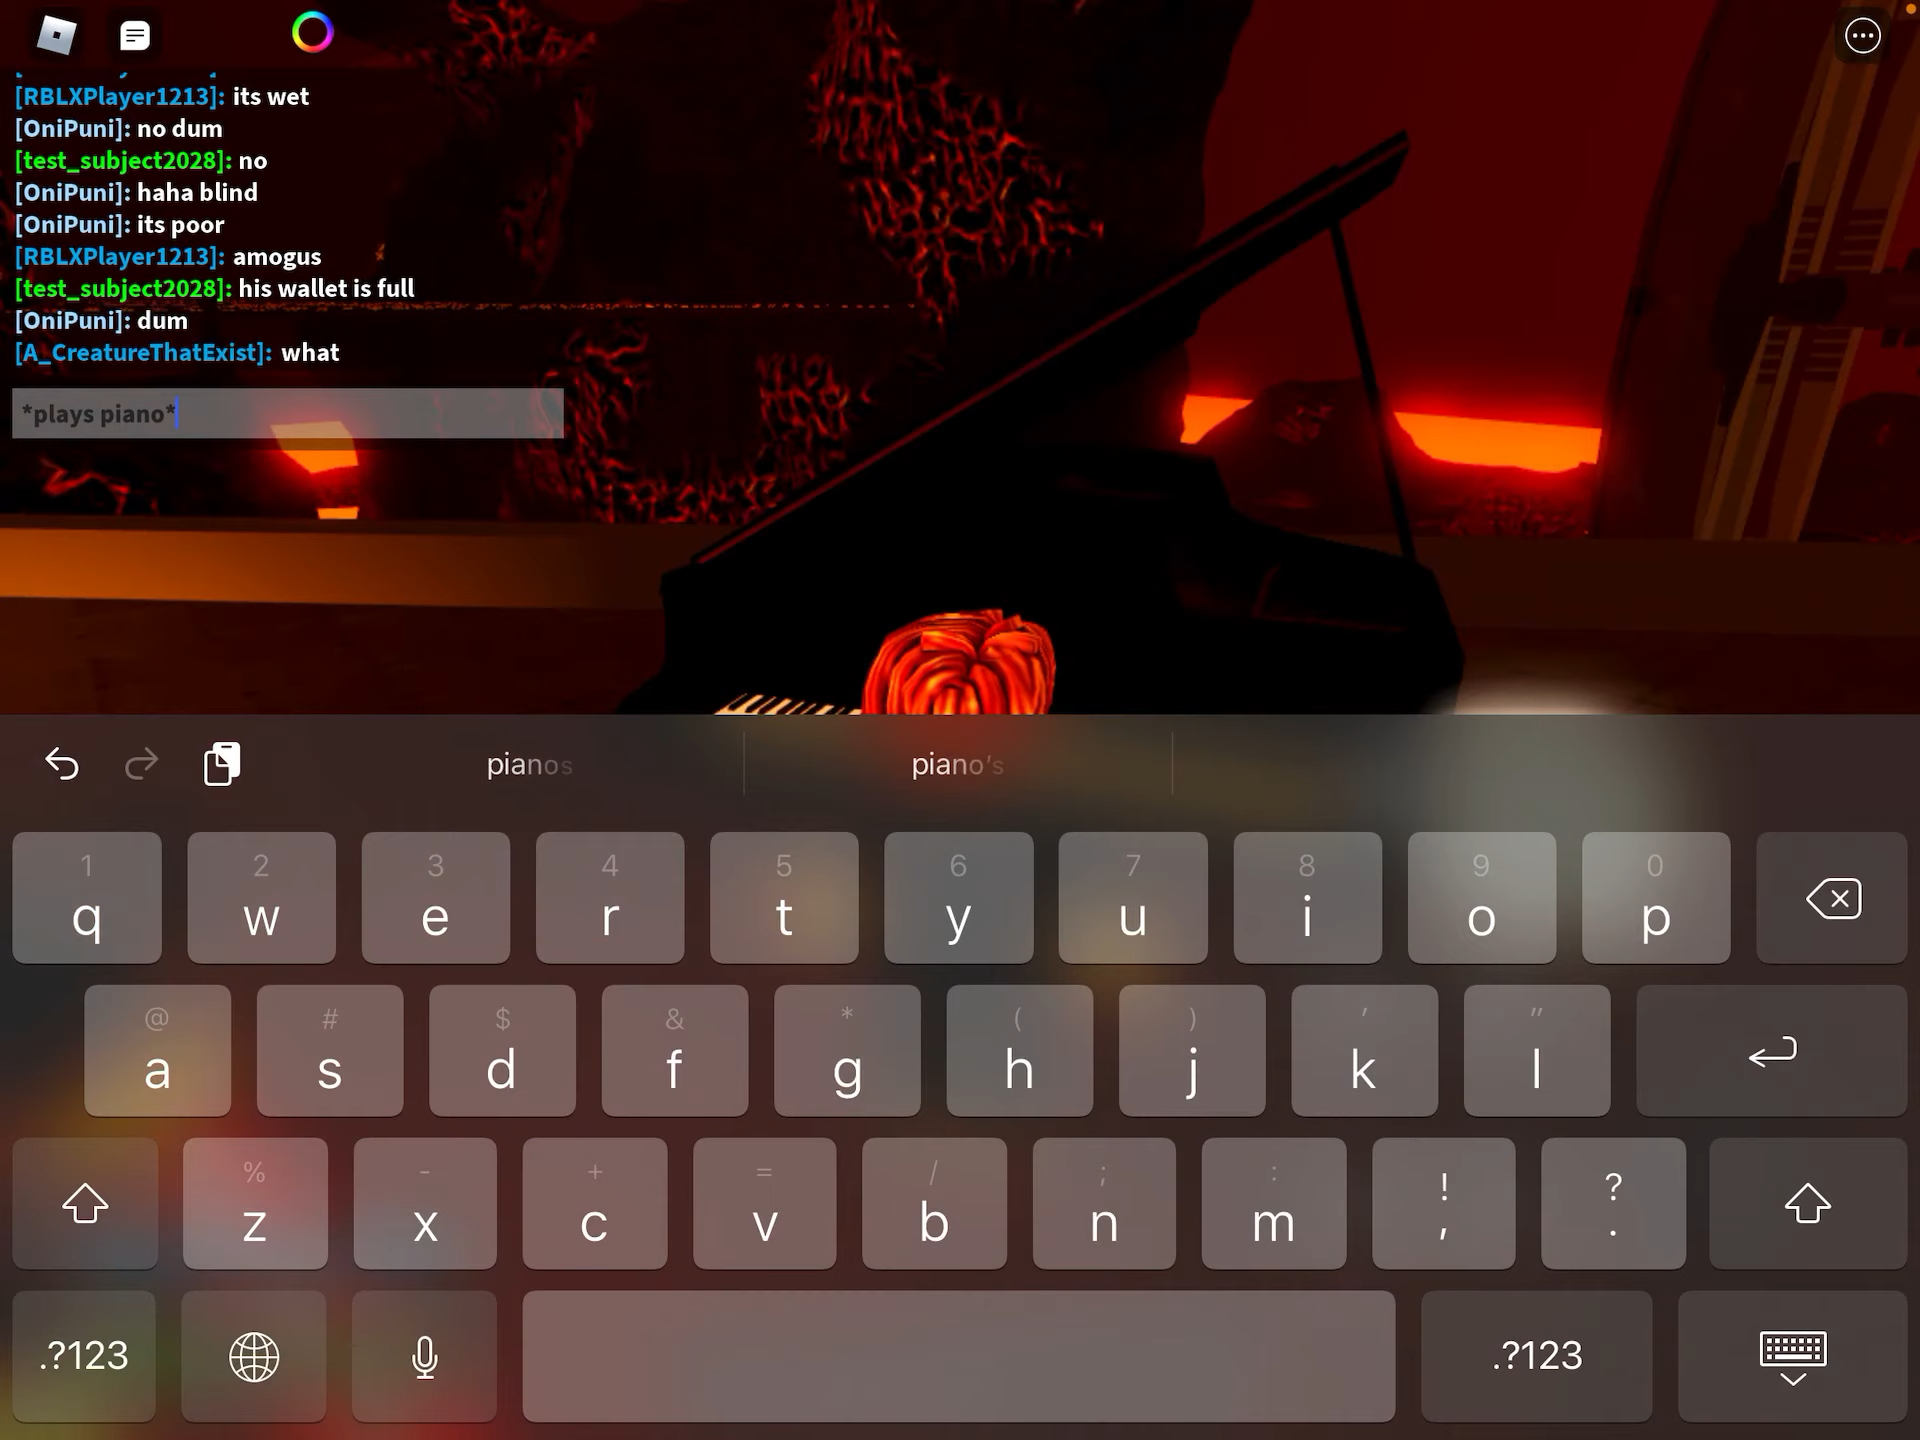 [RBLXPlayer1213]: its wet
[OniPuni]: no dum
[test_subject2028]: no
[OniPuni]: haha blind
[OniPuni]: its poor
[RBLXPlayer1213]: amogus
[test_subject2028]: his wallet is full
[OniPuni]: dum
[A_CreatureThatExist]: what
*plays piano*
pianos piano's
1 2 3 4 5 6 7 8 9 0
q w e r t y u i o p
@ # $ & * ( ) ' "
a s d f g h j k l
% - + = / ; : ! ?
z x c v b n m , .
.?123 .?123